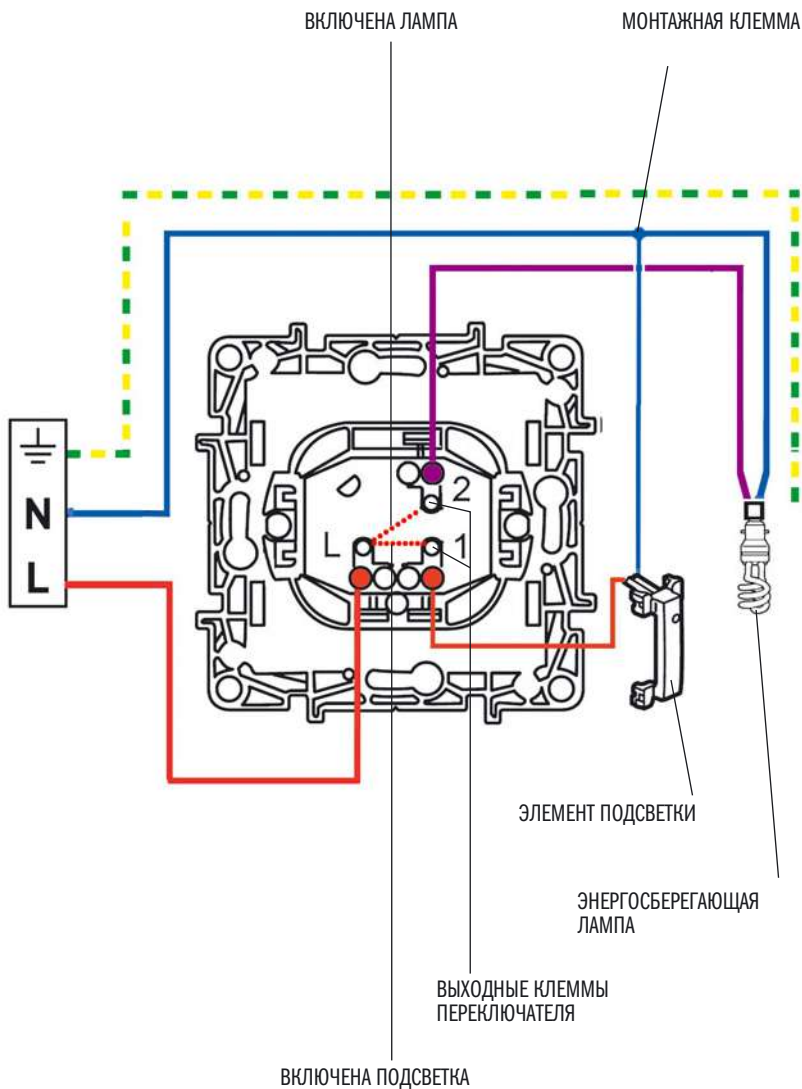 ВКЛЮЧЕНА ЛАМПА
МОНТАЖНАЯ КЛЕММА
N
L
2
L
1
ЭЛЕМЕНТ ПОДСВЕТКИ
ЭНЕРГОСБЕРЕГАЮЩАЯ
ЛАМПА
ВЫХОДНЫЕ КЛЕММЫ
ПЕРЕКЛЮЧАТЕЛЯ
ВКЛЮЧЕНА ПОДСВЕТКА